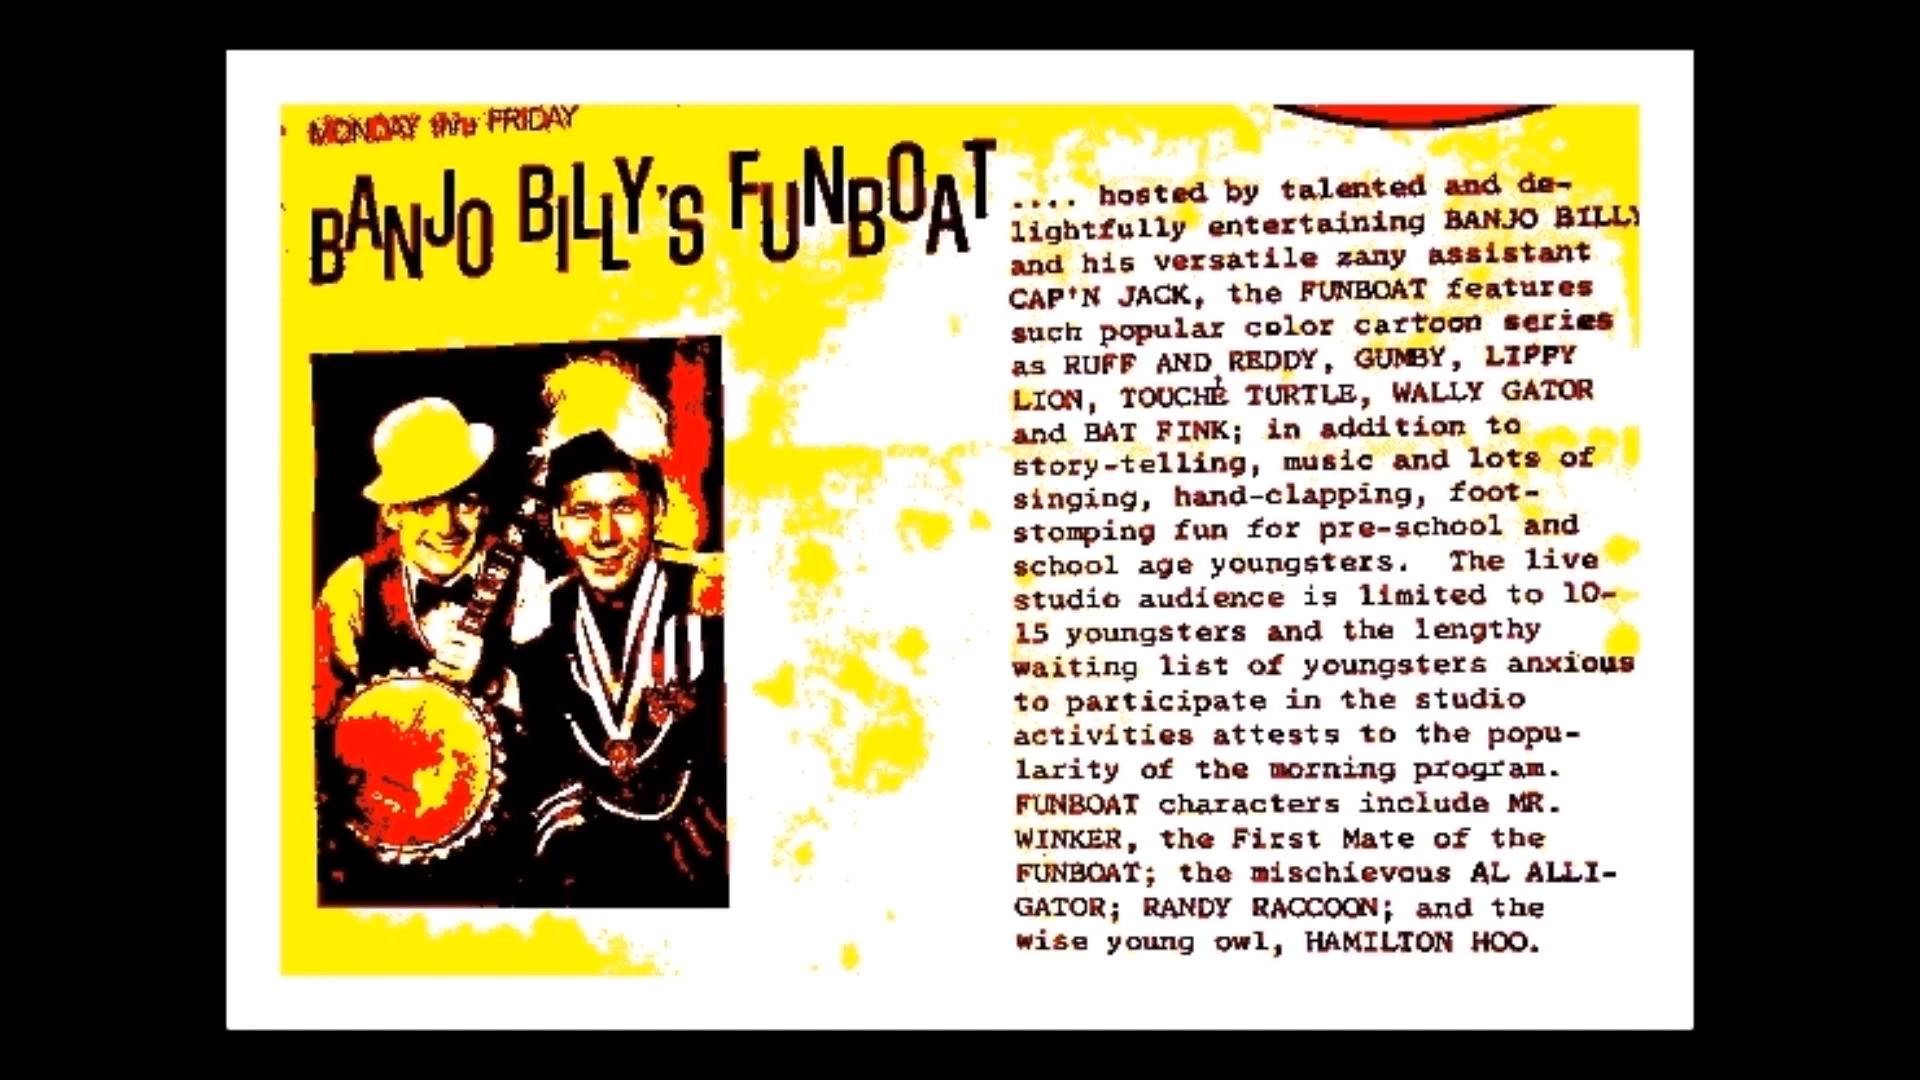 MONDAY thru FRIDAY
BANJO BILLY'S FUNBOAT
.... hosted by talented and de-
lightfully entertaining BANJO BILLY
and his versatile zany assistant
CAP'N JACK, the FUNBOAT features
such popular color cartoon series
as RUFF AND REDDY, GUMBY, LIPPY
LION, TOUCHÉ TURTLE, WALLY GATOR
and BAT FINK; in addition to
story-telling, music and lots of
singing, hand-clapping, foot-
stomping fun for pre-school and
school age youngsters. The live
studio audience is limited to 10-
15 youngsters and the lengthy
waiting list of youngsters anxious
to participate in the studio
activities attests to the popu-
larity of the morning program.
FUNBOAT characters include MR.
WINKER, the First Mate of the
FUNBOAT; the mischievous AL ALLI-
GATOR; RANDY RACCOON; and the
wise young owl, HAMILTON HOO.